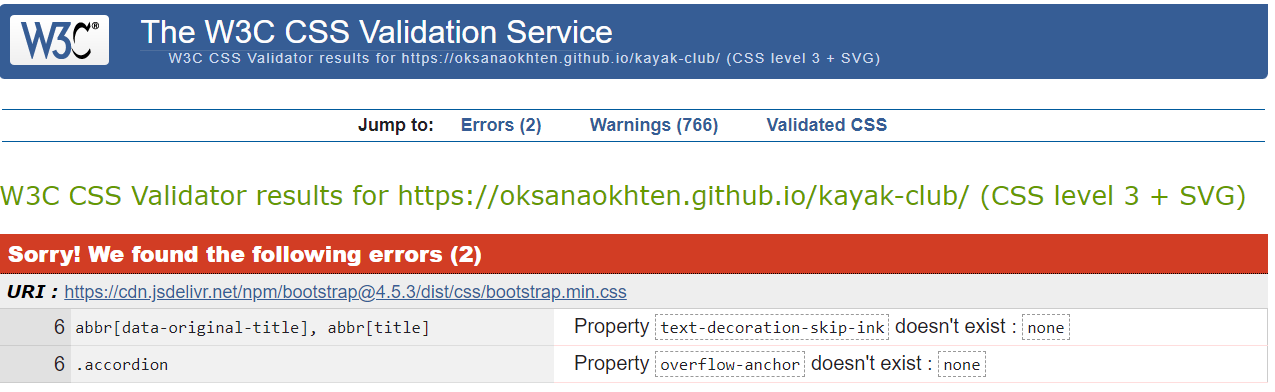 W3C® The W3C CSS Validation Service
W3C CSS Validator results for https://oksanaokhten.github.io/kayak-club/ (CSS level 3 + SVG)
Jump to: Errors (2) Warnings (766) Validated CSS
W3C CSS Validator results for https://oksanaokhten.github.io/kayak-club/ (CSS level 3 + SVG)
Sorry! We found the following errors (2)
URI : https://cdn.jsdelivr.net/npm/bootstrap@4.5.3/dist/css/bootstrap.min.css
6 abbr[data-original-title], abbr[title] Property text-decoration-skip-ink doesn't exist : none
6 .accordion Property overflow-anchor doesn't exist : none